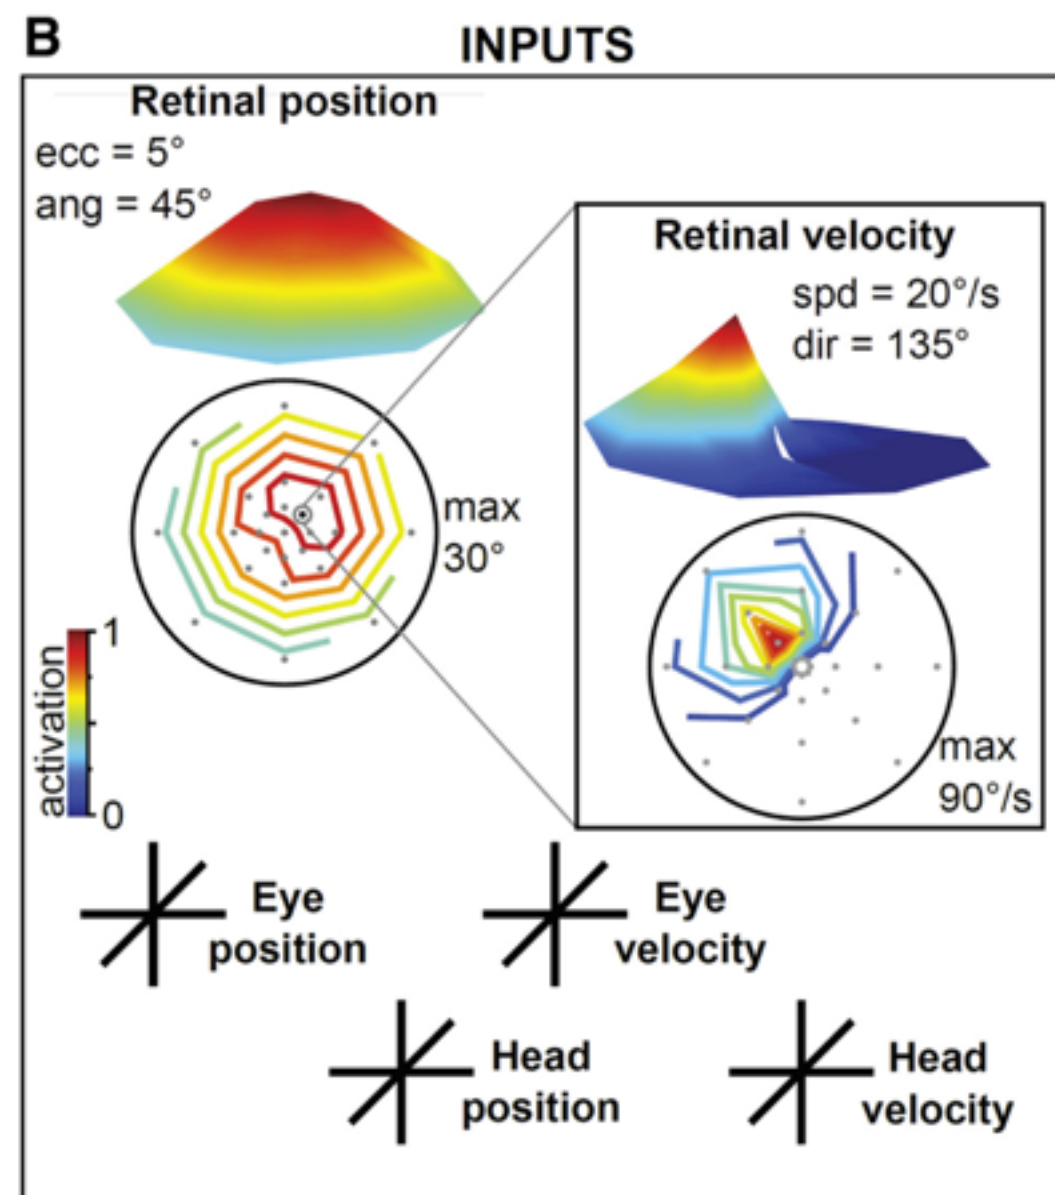 B
INPUTS
Retinal position
ecc = 5°
ang = 45°
Retinal velocity
spd = 20°/s
dir = 135°
max
30°
activation
1
0
max
90°/s
Eye
position
Eye
velocity
Head
position
Head
velocity